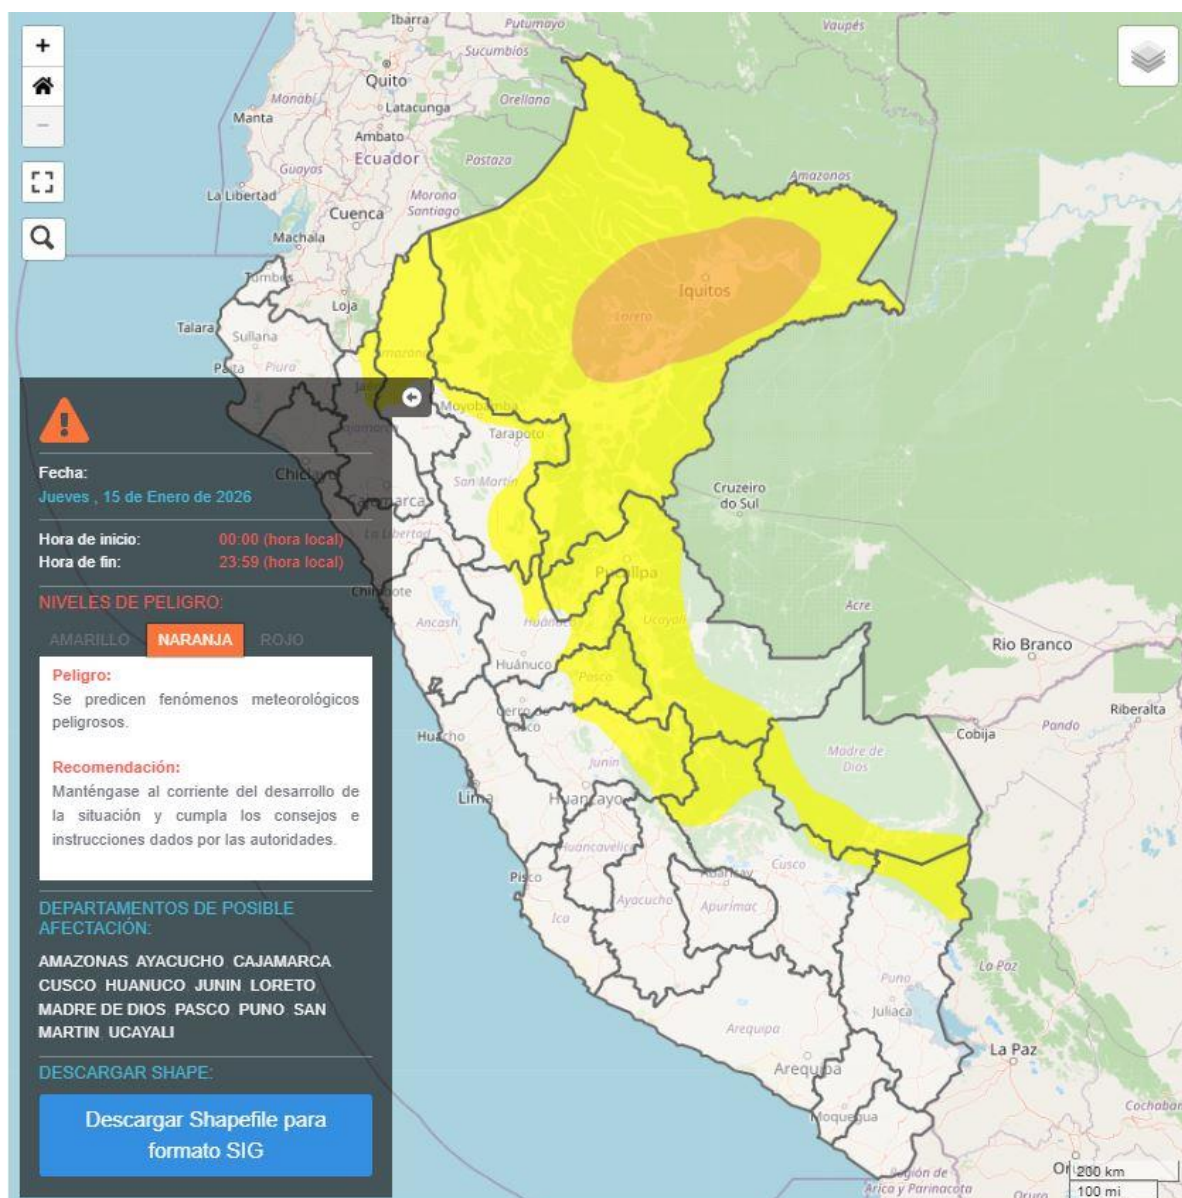 +
−
Fecha:
Jueves , 15 de Enero de 2026
Hora de inicio: 00:00 (hora local)
Hora de fin: 23:59 (hora local)
NIVELES DE PELIGRO:
AMARILLO NARANJA ROJO
Peligro:
Se predicen fenómenos meteorológicos
peligrosos.
Recomendación:
Manténgase al corriente del desarrollo de
la situación y cumpla los consejos e
instrucciones dados por las autoridades.
DEPARTAMENTOS DE POSIBLE
AFECTACIÓN:
AMAZONAS AYACUCHO CAJAMARCA
CUSCO HUANUCO JUNIN LORETO
MADRE DE DIOS PASCO PUNO SAN
MARTIN UCAYALI
DESCARGAR SHAPE:
Descargar Shapefile para
formato SIG
Ibarra
Putumayo
Vaupés
Sucumbíos
Quito
Manabí
Latacunga
Orellana
Manta
Ambato
Ecuador
Pastaza
Guayas
Morona
Santiago
Amazonas
La Libertad
Cuenca
Machala
Tumbes
Iquitos
Loja
Loreto
Talara
Sullana
Paita
Piura
Moyobamba
Tarapoto
San Martín
Cajamarca
Cruzeiro
do Sul
La Libertad
Pucallpa
Acre
Ancash
Huánuco
Ucayali
Rio Branco
Huánuco
Pasco
Cerro de
Pasco
Riberalta
Pando
Cobija
Huacho
Madre de
Dios
Junín
Lima
Huancayo
Huancavelica
Cusco
Abancay
Pisco
Ayacucho
Apurímac
Ica
La Paz
Puno
Juliaca
Arequipa
La Paz
Arequipa
Moquegua
Cochabam
Región de
Arica y Parinacota
Oruro
200 km
100 mi